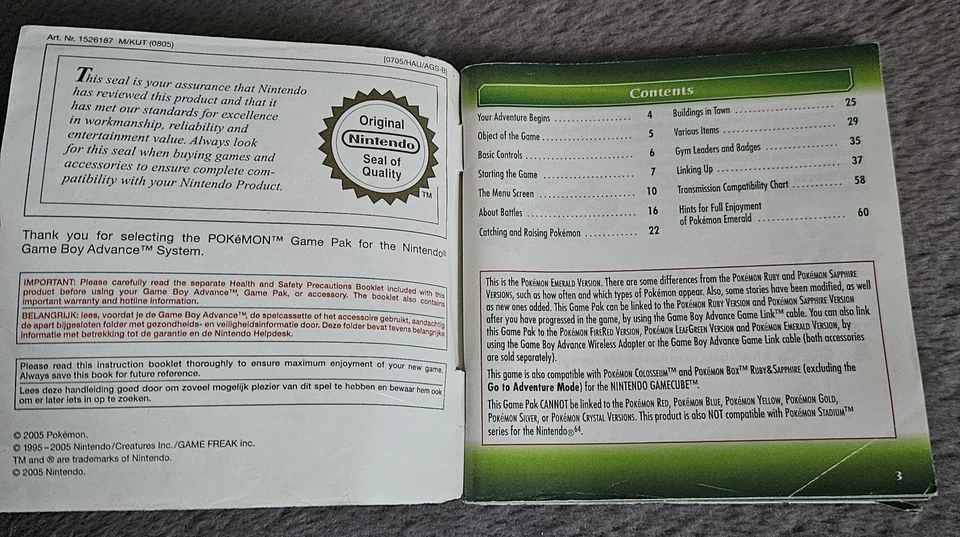 Art. Nr. 1526187 M/KUT (0805)
[0705/HAU/AGS-B]
This seal is your assurance that Nintendo
has reviewed this product and that it
has met our standards for excellence
in workmanship, reliability and
entertainment value. Always look
for this seal when buying games and
accessories to ensure complete com-
patibility with your Nintendo Product.
Original
Nintendo
Seal of
Quality
TM
Thank you for selecting the POKéMON™ Game Pak for the Nintendo®
Game Boy Advance™ System.
IMPORTANT: Please carefully read the separate Health and Safety Precautions Booklet included with this
product before using your Game Boy Advance™, Game Pak, or accessory. The booklet also contains
important warranty and hotline information.
BELANGRIJK: lees, voordat je de Game Boy Advance™, de spelcassette of het accessoire gebruikt, aandachtig
de apart bijgesloten folder met gezondheids- en veiligheidsinformatie door. Deze folder bevat tevens belangrijke
informatie met betrekking tot de garantie en de Nintendo Helpdesk.
Please read this instruction booklet thoroughly to ensure maximum enjoyment of your new game.
Always save this book for future reference.
Lees deze handleiding goed door om zoveel mogelijk plezier van dit spel te hebben en bewaar hem ook
om er later iets in op te zoeken.
© 2005 Pokémon.
© 1995–2005 Nintendo/Creatures Inc./GAME FREAK inc.
TM and ® are trademarks of Nintendo.
© 2005 Nintendo.
Contents
Your Adventure Begins 4
Object of the Game 5
Basic Controls 6
Starting the Game 7
The Menu Screen 10
About Battles 16
Catching and Raising Pokémon 22
Buildings in Town 25
Various Items 29
Gym Leaders and Badges 35
Linking Up 37
Transmission Compatibility Chart 58
Hints for Full Enjoyment
of Pokémon Emerald 60
This is the Pokémon Emerald Version. There are some differences from the Pokémon Ruby and Pokémon Sapphire
Versions, such as how often and which types of Pokémon appear. Also, some stories have been modified, as well
as new ones added. This Game Pak can be linked to the Pokémon Ruby Version and Pokémon Sapphire Version
after you have progressed in the game, by using the Game Boy Advance Game Link™ cable. You can also link
this Game Pak to the Pokémon FireRed Version, Pokémon LeafGreen Version and Pokémon Emerald Version, by
using the Game Boy Advance Wireless Adapter or the Game Boy Advance Game Link cable (both accessories
are sold separately).
This game is also compatible with Pokémon Colosseum™ and Pokémon Box™ Ruby&Sapphire (excluding the
Go to Adventure Mode) for the NINTENDO GAMECUBE™.
This Game Pak CANNOT be linked to the Pokémon Red, Pokémon Blue, Pokémon Yellow, Pokémon Gold,
Pokémon Silver, or Pokémon Crystal Versions. This product is also NOT compatible with Pokémon Stadium™
series for the Nintendo®⁶⁴.
3